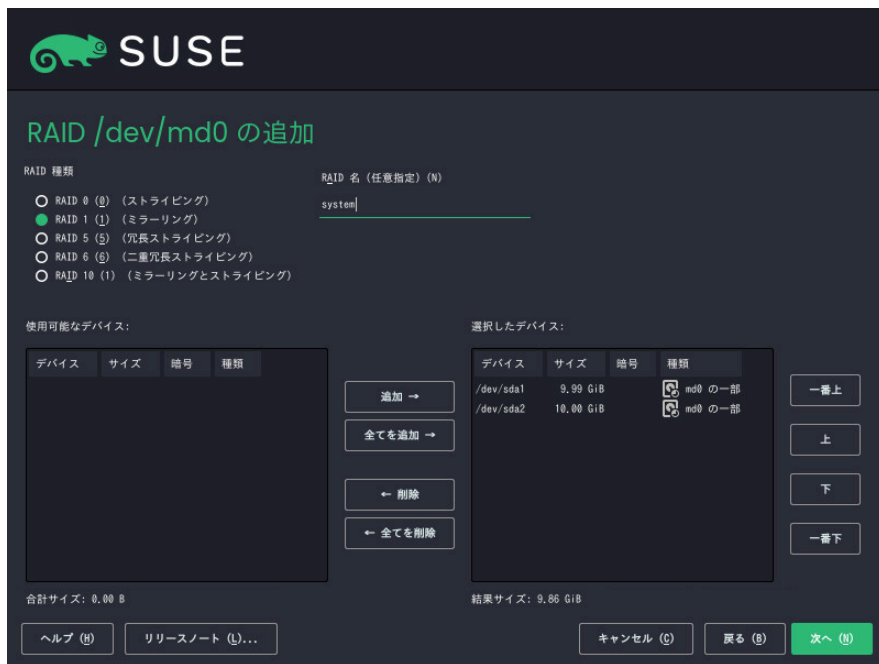 SUSE
RAID /dev/md0 の追加
RAID 種類
RAID 0 (0) (ストライピング)
RAID 1 (1) (ミラーリング)
RAID 5 (5) (冗長ストライピング)
RAID 6 (6) (二重冗長ストライピング)
RAID 10 (1) (ミラーリングとストライピング)
RAID 名 (任意指定) (N)
system
使用可能なデバイス:
デバイス サイズ 暗号 種類
合計サイズ: 0.00 B
追加 →
全てを追加 →
← 削除
← 全てを削除
選択したデバイス:
デバイス サイズ 暗号 種類
/dev/sda1 9.99 GiB md0 の一部
/dev/sda2 10.00 GiB md0 の一部
結果サイズ: 9.86 GiB
一番上
上
下
一番下
ヘルプ (H) リリースノート (L)... キャンセル (C) 戻る (B) 次へ (N)